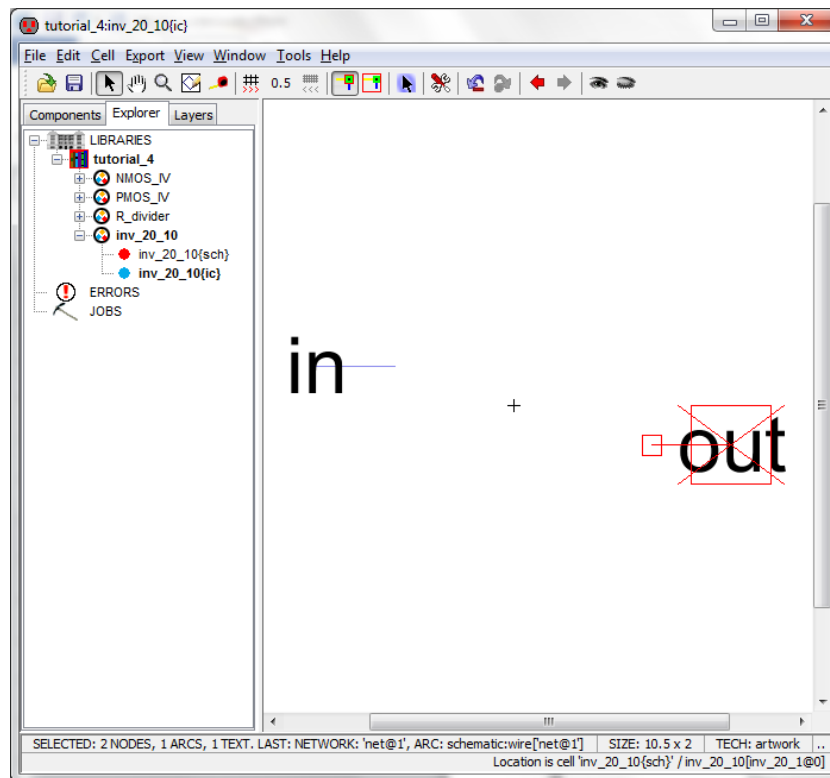 tutorial_4:inv_20_10{ic}
File Edit Cell Export View Window Tools Help
0.5
Components Explorer Layers
LIBRARIES
tutorial_4
NMOS_IV
PMOS_IV
R_divider
inv_20_10
inv_20_10{sch}
inv_20_10{ic}
ERRORS
JOBS
in
out
SELECTED: 2 NODES, 1 ARCS, 1 TEXT. LAST: NETWORK: 'net@1', ARC: schematic:wire['net@1'] SIZE: 10.5 x 2 TECH: artwork ..
Location is cell 'inv_20_10{sch}' / inv_20_10[inv_20_1@0]